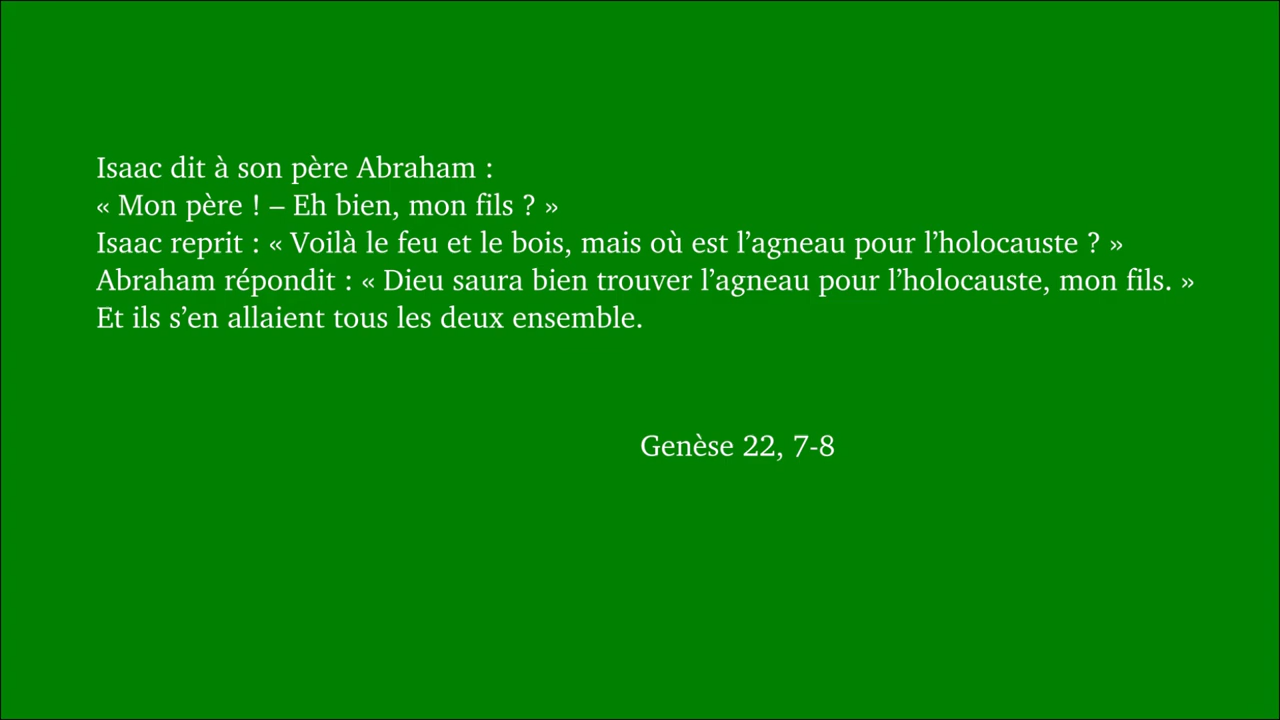 Isaac dit à son père Abraham :
« Mon père ! – Eh bien, mon fils ? »
Isaac reprit : « Voilà le feu et le bois, mais où est l’agneau pour l’holocauste ? »
Abraham répondit : « Dieu saura bien trouver l’agneau pour l’holocauste, mon fils. »
Et ils s’en allaient tous les deux ensemble.
Genèse 22, 7-8